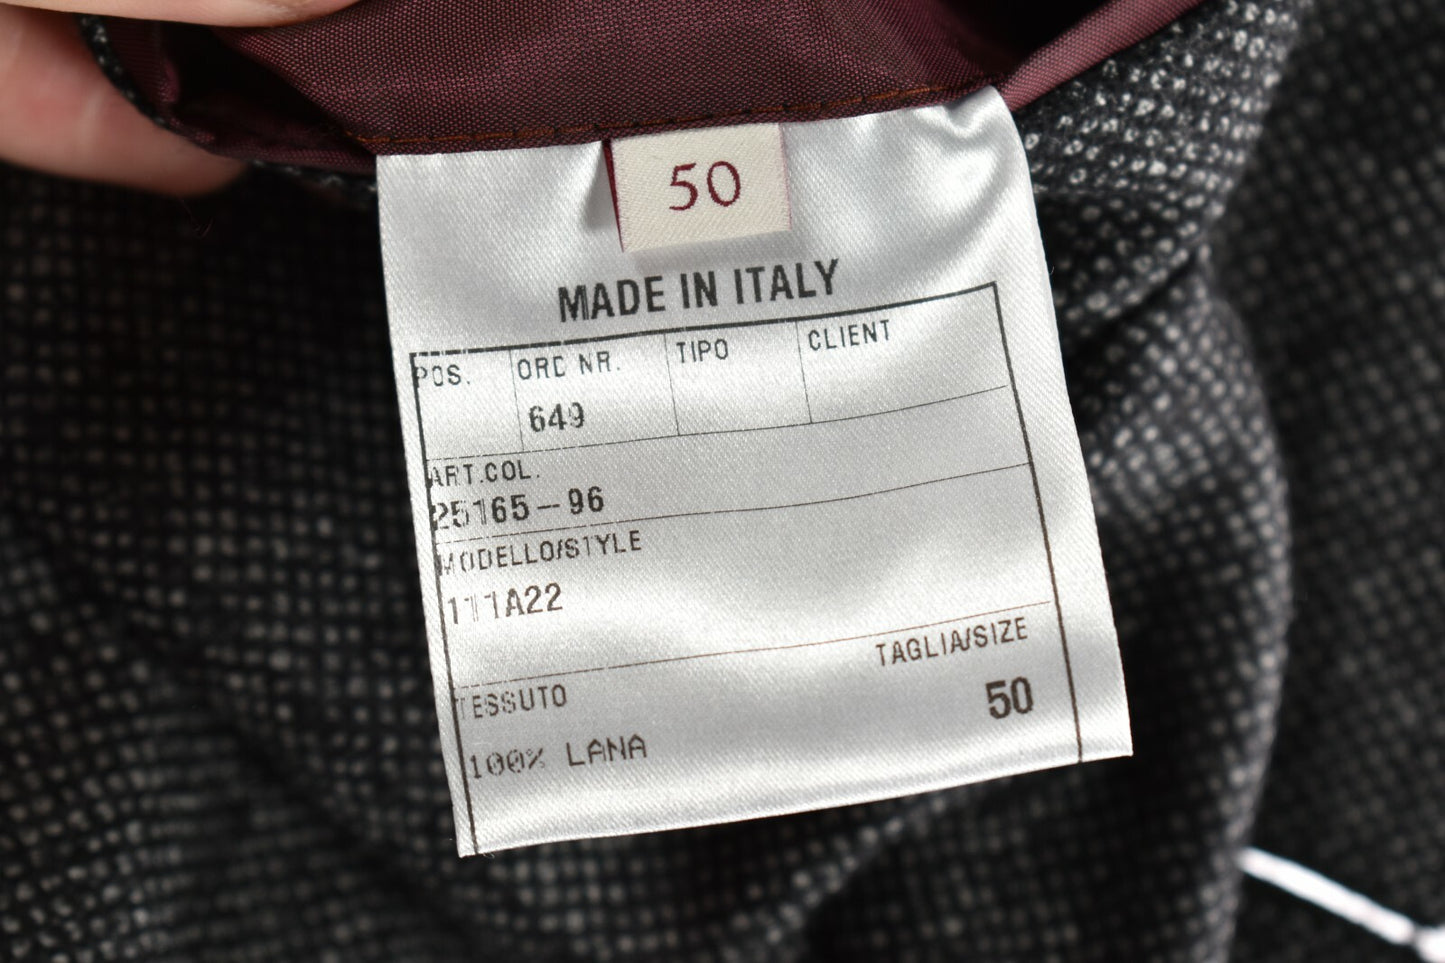 50
MADE IN ITALY
POS. ORD NR. TIPO CLIENT
649
ART.COL.
25165-96
MODELLO/STYLE
111A22
TAGLIA/SIZE
TESSUTO
50
100% LANA